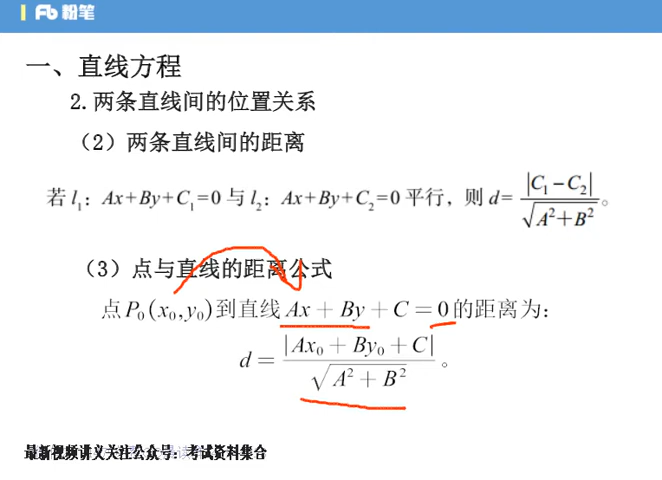 粉笔
一、直线方程
2.两条直线间的位置关系
（2）两条直线间的距离
若 l₁：Ax+By+C₁=0 与 l₂：Ax+By+C₂=0 平行，则 d=|C₁−C₂|/√(A²+B²)。
（3）点与直线的距离公式
点 P₀(x₀,y₀)到直线 Ax + By + C = 0 的距离为：
d = |Ax₀ + By₀ + C|/√(A² + B²)。
最新视频讲义关注公众号：考试资料集合